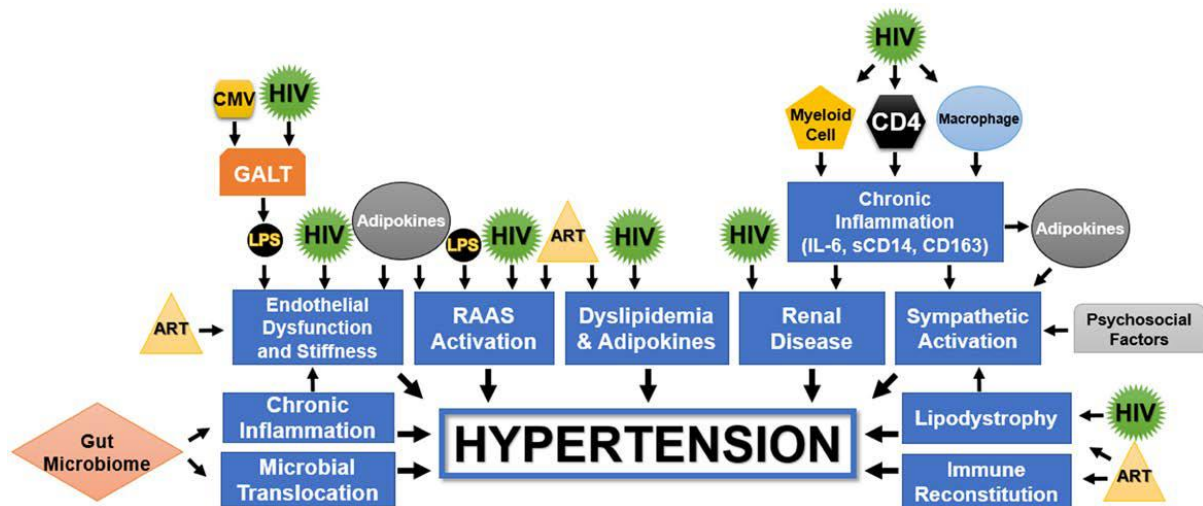 HIV
CMV
HIV
Myeloid
Cell
CD4
Macrophage
GALT
Chronic
Inflammation
(IL-6, sCD14, CD163)
Adipokines
LPS
HIV
Adipokines
LPS
HIV
ART
HIV
HIV
ART
Endothelial
Dysfunction
and Stiffness
RAAS
Activation
Dyslipidemia
& Adipokines
Renal
Disease
Sympathetic
Activation
Psychosocial
Factors
Gut
Microbiome
Chronic
Inflammation
Microbial
Translocation
HYPERTENSION
Lipodystrophy
Immune
Reconstitution
HIV
ART